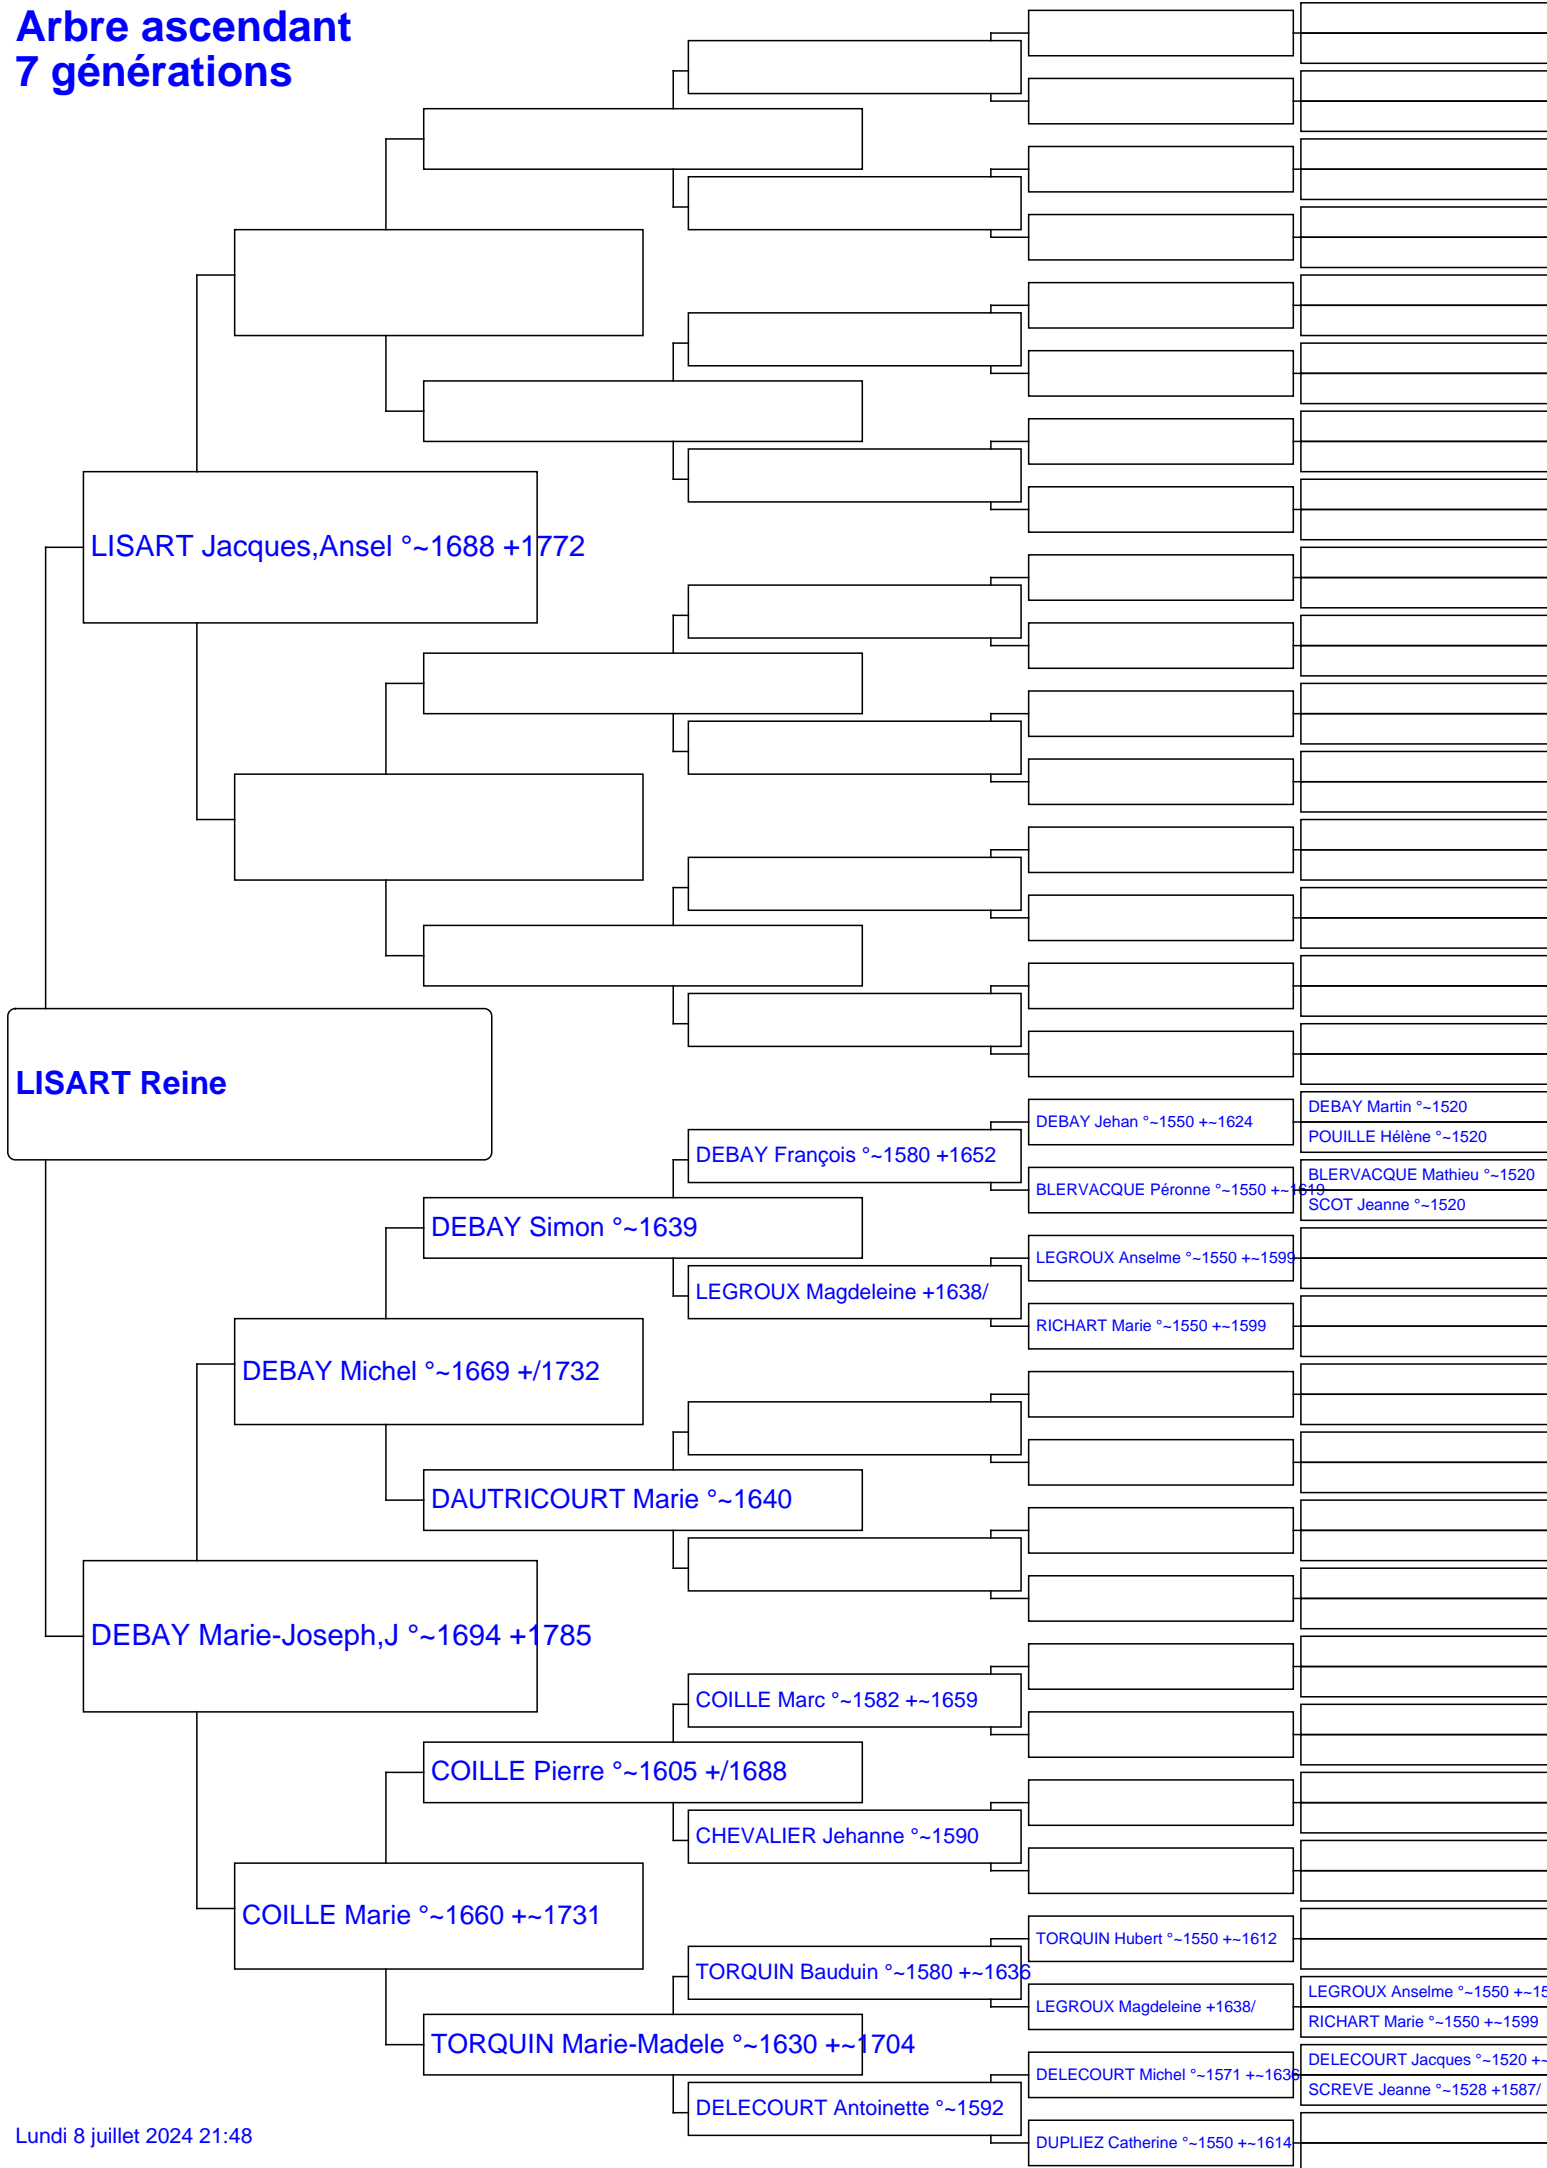 Arbre ascendant
7 générations
LISART Jacques,Ansel °~1688 +1772
LISART Reine
DEBAY Martin °~1520
DEBAY Jehan °~1550 +~1624
POUILLE Hélène °~1520
DEBAY François °~1580 +1652
BLERVACQUE Mathieu °~1520
BLERVACQUE Péronne °~1550 +~1619
SCOT Jeanne °~1520
DEBAY Simon °~1639
LEGROUX Anselme °~1550 +~1599
LEGROUX Magdeleine +1638/
RICHART Marie °~1550 +~1599
DEBAY Michel °~1669 +/1732
DAUTRICOURT Marie °~1640
DEBAY Marie-Joseph,J °~1694 +1785
COILLE Marc °~1582 +~1659
COILLE Pierre °~1605 +/1688
CHEVALIER Jehanne °~1590
COILLE Marie °~1660 +~1731
TORQUIN Hubert °~1550 +~1612
TORQUIN Bauduin °~1580 +~1636
LEGROUX Anselme °~1550 +~15
LEGROUX Magdeleine +1638/
RICHART Marie °~1550 +~1599
TORQUIN Marie-Madele °~1630 +~1704
DELECOURT Jacques °~1520 +~
DELECOURT Michel °~1571 +~1636
SCREVE Jeanne °~1528 +1587/
DELECOURT Antoinette °~1592
DUPLIEZ Catherine °~1550 +~1614
Lundi 8 juillet 2024 21:48